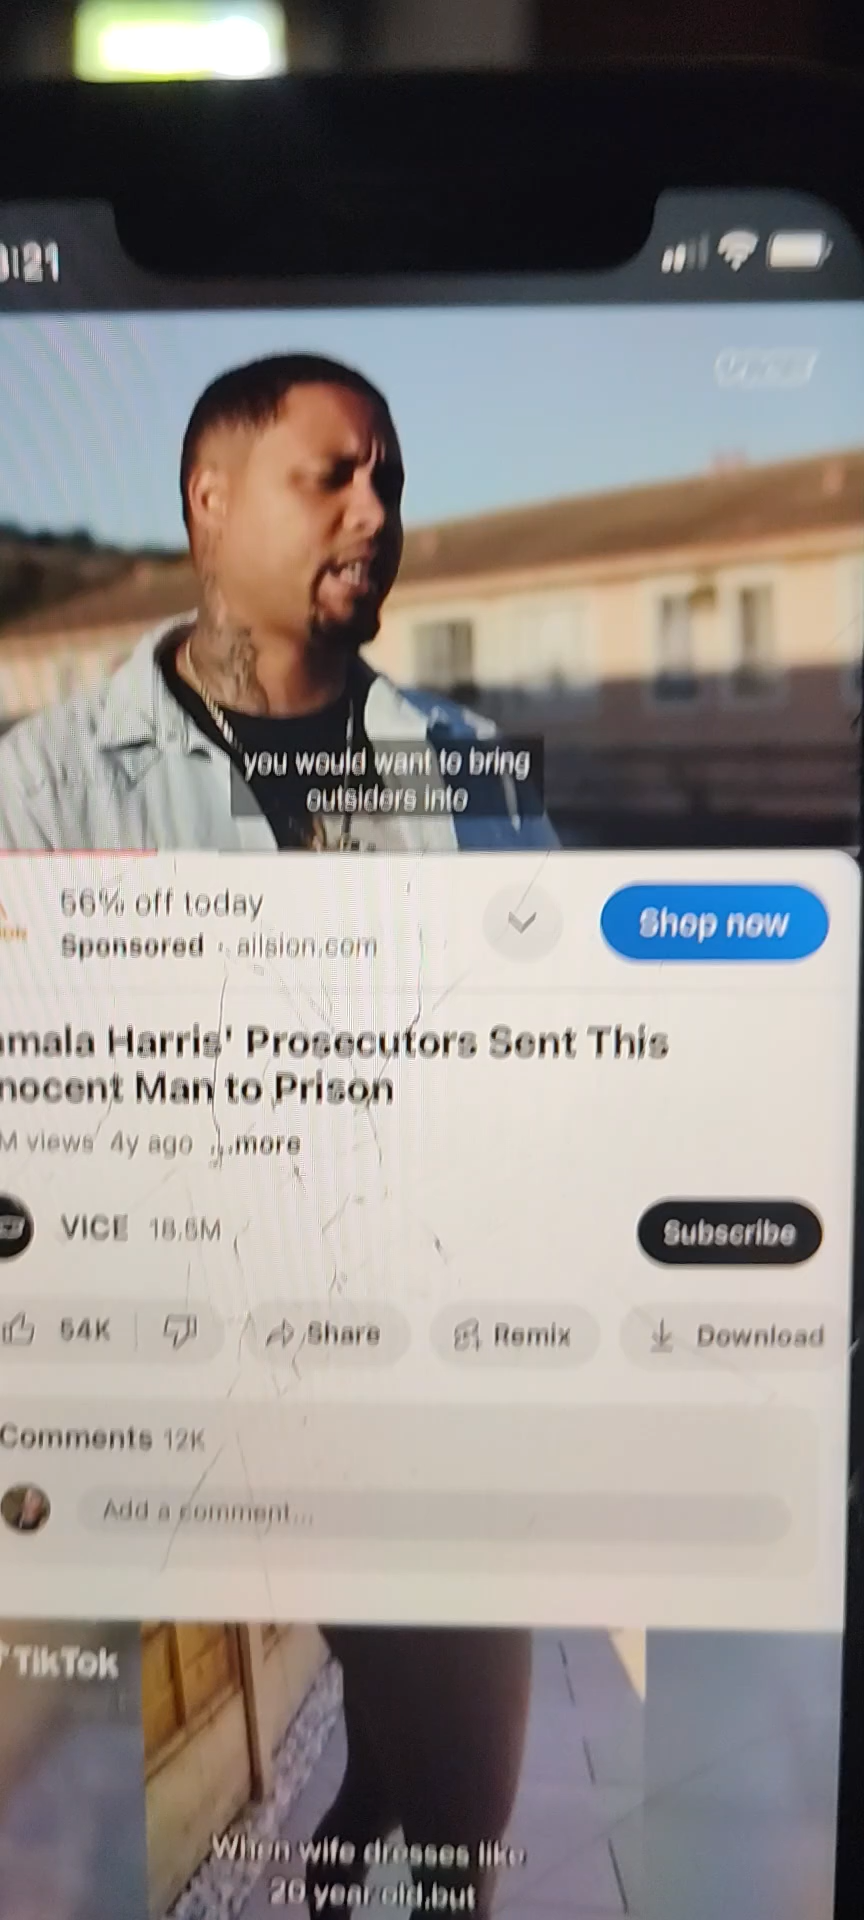 VICE
you would want to bring
outsiders into
56% off today
Sponsored · ailsion.com
Shop now
mala Harris' Prosecutors Sent This
nocent Man to Prison
M views 4y ago ...more
VICE 18.6M
Subscribe
54K
Share
Remix
Download
Comments 12K
Add a comment...
TikTok
When wife dresses like
20 year old,but